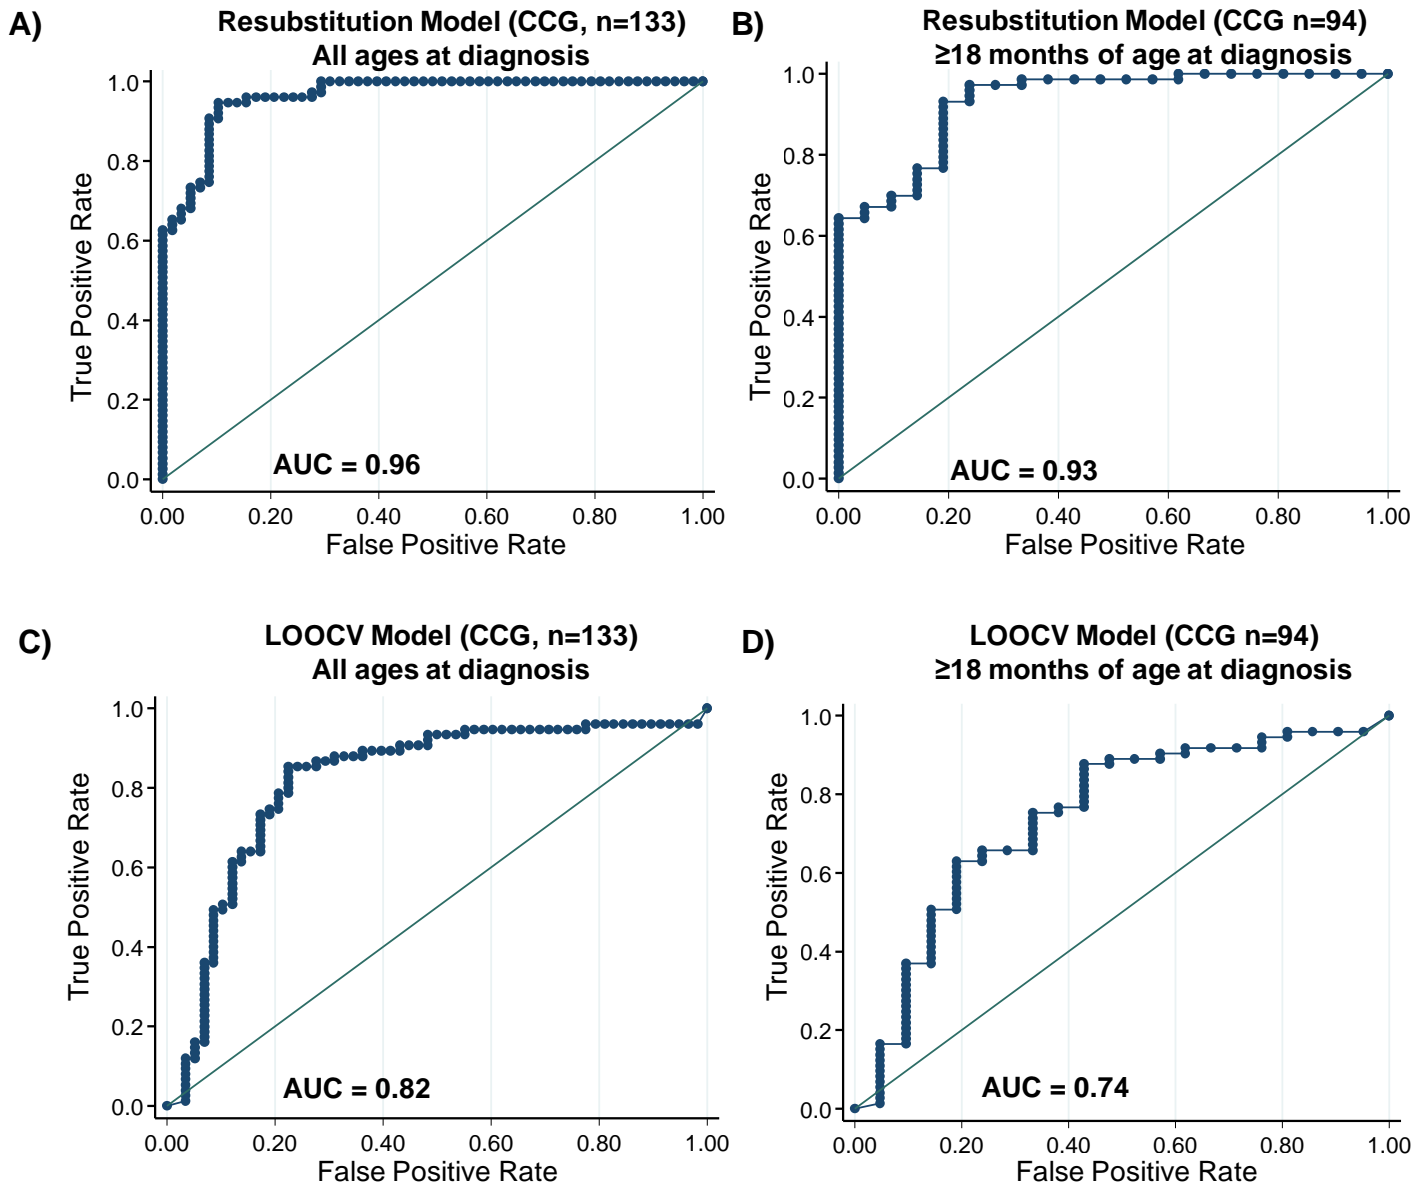 A)
Resubstitution Model (CCG, n=133)
All ages at diagnosis
True Positive Rate
1.0
0.8
0.6
0.4
0.2
0.0
AUC = 0.96
0.00 0.20 0.40 0.60 0.80 1.00
False Positive Rate
B)
Resubstitution Model (CCG n=94)
≥18 months of age at diagnosis
True Positive Rate
1.0
0.8
0.6
0.4
0.2
0.0
AUC = 0.93
0.00 0.20 0.40 0.60 0.80 1.00
False Positive Rate
C)
LOOCV Model (CCG, n=133)
All ages at diagnosis
True Positive Rate
1.0
0.8
0.6
0.4
0.2
0.0
AUC = 0.82
0.00 0.20 0.40 0.60 0.80 1.00
False Positive Rate
D)
LOOCV Model (CCG n=94)
≥18 months of age at diagnosis
True Positive Rate
1.0
0.8
0.6
0.4
0.2
0.0
AUC = 0.74
0.00 0.20 0.40 0.60 0.80 1.00
False Positive Rate